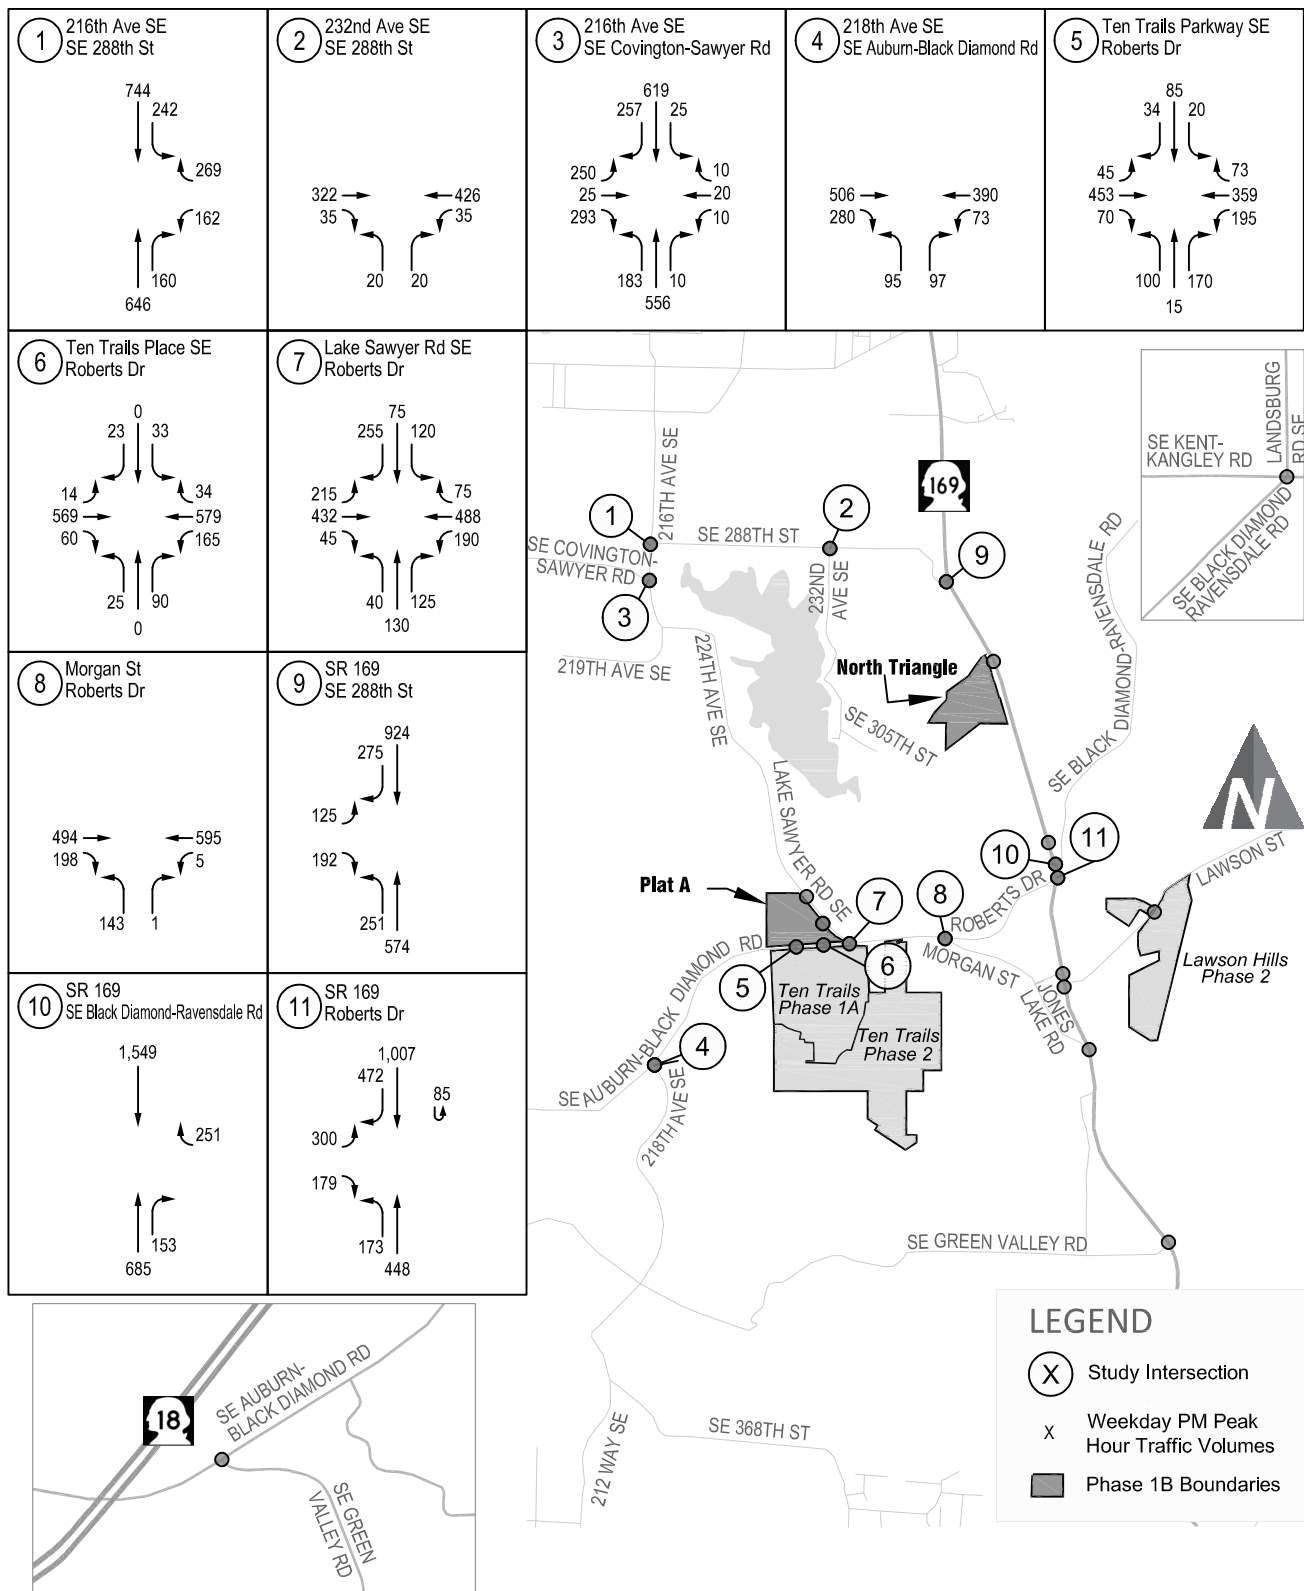 1
216th Ave SE
SE 288th St
744
242
269
162
160
646
2
232nd Ave SE
SE 288th St
322
426
35
35
20
20
3
216th Ave SE
SE Covington-Sawyer Rd
619
257
25
250
10
25
20
293
10
183
10
556
4
218th Ave SE
SE Auburn-Black Diamond Rd
506
390
280
73
95
97
5
Ten Trails Parkway SE
Roberts Dr
85
34
20
45
73
453
359
70
195
100
170
15
6
Ten Trails Place SE
Roberts Dr
0
23
33
14
34
569
579
60
165
25
90
0
7
Lake Sawyer Rd SE
Roberts Dr
75
255
120
215
75
432
488
45
190
40
125
130
8
Morgan St
Roberts Dr
494
595
198
5
143
1
9
SR 169
SE 288th St
924
275
125
192
251
574
10
SR 169
SE Black Diamond-Ravensdale Rd
1,549
251
153
685
11
SR 169
Roberts Dr
1,007
472
85
300
179
173
448
SE KENT-
KANGLEY RD
LANDSBURG
RD SE
SE BLACK DIAMOND
RAVENSDALE RD
169
216TH AVE SE
1
2
SE 288TH ST
SE COVINGTON-
SAWYER RD
232ND
AVE SE
9
3
219TH AVE SE
224TH AVE SE
North Triangle
SE 305TH ST
SE BLACK DIAMOND-RAVENSDALE RD
N
LAKE SAWYER RD SE
10
11
LAWSON ST
Plat A
7
8
ROBERTS DR
MORGAN ST
5
6
Ten Trails
Phase 1A
Ten Trails
Phase 2
JONES
LAKE RD
Lawson Hills
Phase 2
SE AUBURN-BLACK DIAMOND RD
4
218TH AVE SE
SE GREEN VALLEY RD
212 WAY SE
SE 368TH ST
18
SE AUBURN-
BLACK DIAMOND RD
SE GREEN
VALLEY RD
LEGEND
X Study Intersection
X Weekday PM Peak
Hour Traffic Volumes
Phase 1B Boundaries